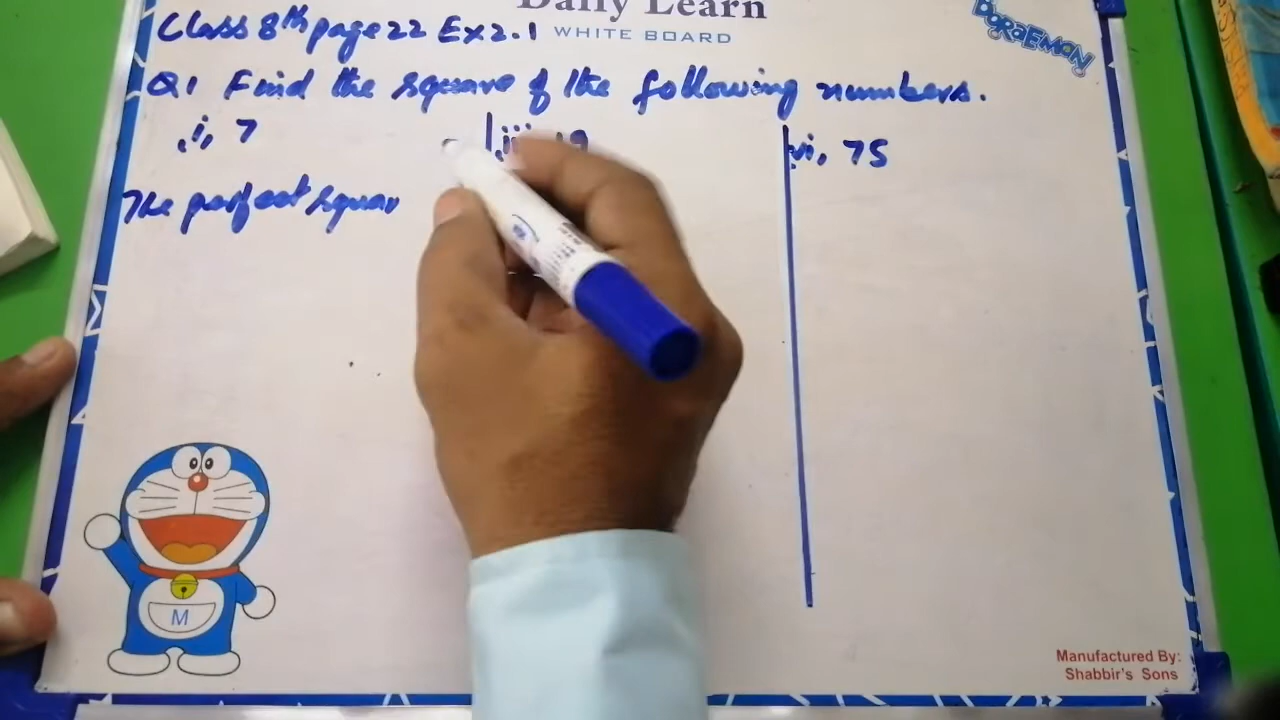 Daily Learn
WHITE BOARD
DORAEMON
Class 8th page 22 Ex 2.1
Q1 Find the square of the following numbers.
i, 7
vi, 75
The perfect squar
M
Manufactured By:
Shabbir's Sons